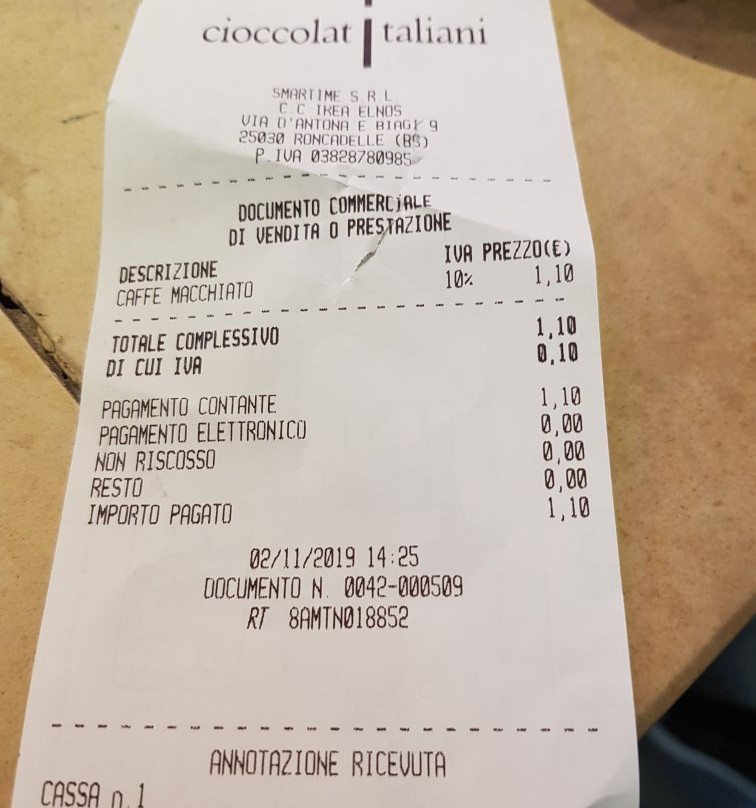 cioccolatitaliani
SMARTIME S R L
C C IKEA ELNOS
VIA D'ANTONA E BIAGI 9
25030 RONCADELLE (BS)
P.IVA 03828780985
DOCUMENTO COMMERCIALE
DI VENDITA O PRESTAZIONE
DESCRIZIONE IVA PREZZO(€)
CAFFE MACCHIATO 10% 1,10
TOTALE COMPLESSIVO 1,10
DI CUI IVA 0,10
PAGAMENTO CONTANTE 1,10
PAGAMENTO ELETTRONICO 0,00
NON RISCOSSO 0,00
RESTO 0,00
IMPORTO PAGATO 1,10
02/11/2019 14:25
DOCUMENTO N. 0042-000509
RT 8AMTN018852
ANNOTAZIONE RICEVUTA
CASSA n.1